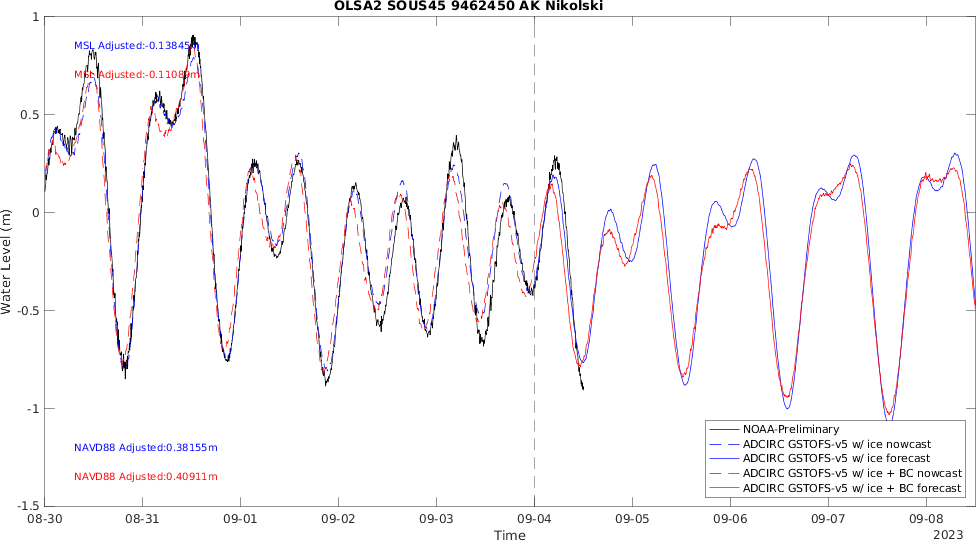 OLSA2 SOUS45 9462450 AK Nikolski
MSL Adjusted:-0.13845m
MSL Adjusted:-0.11089m
NAVD88 Adjusted:0.38155m
NAVD88 Adjusted:0.40911m
Water Level (m)
1
0.5
0
-0.5
-1
-1.5
08-30 08-31 09-01 09-02 09-03 09-04 09-05 09-06 09-07 09-08
Time
2023
NOAA-Preliminary
ADCIRC GSTOFS-v5 w/ ice nowcast
ADCIRC GSTOFS-v5 w/ ice forecast
ADCIRC GSTOFS-v5 w/ ice + BC nowcast
ADCIRC GSTOFS-v5 w/ ice + BC forecast